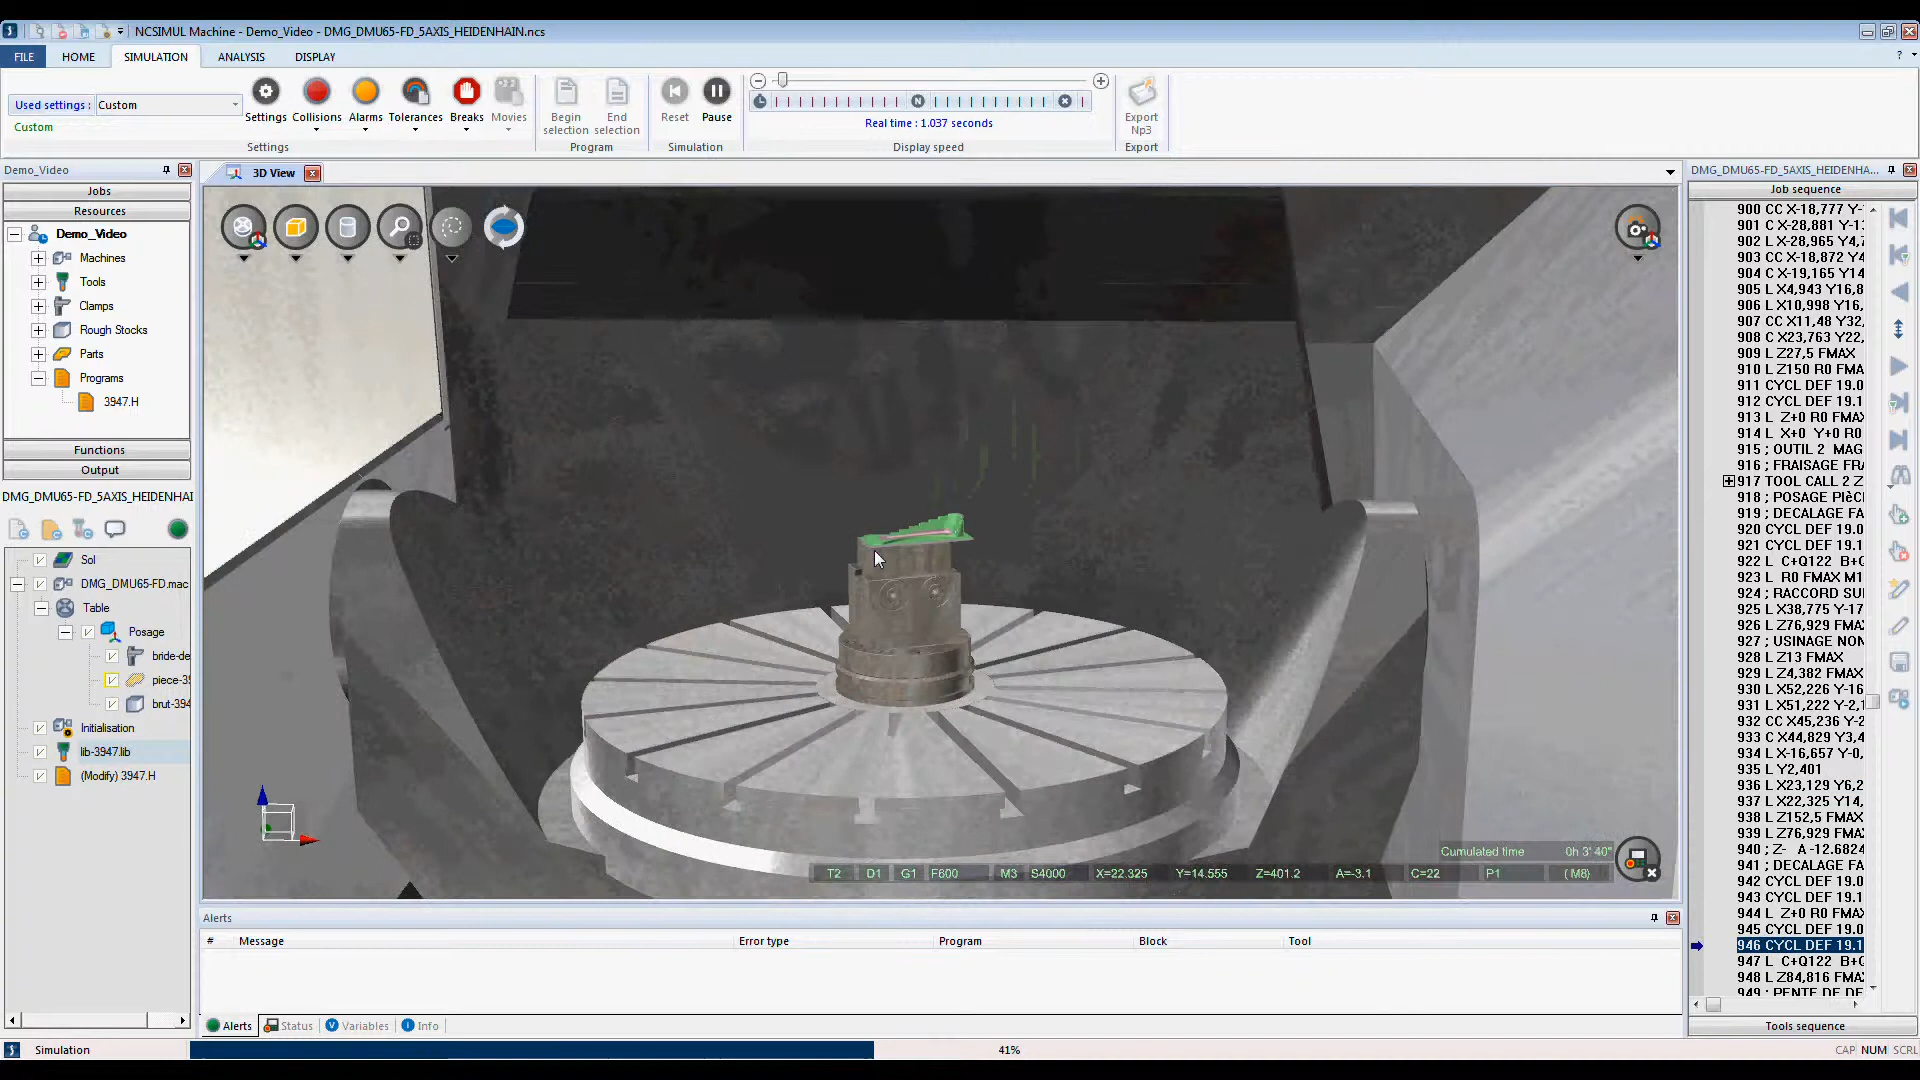 NCSIMUL Machine - Demo_Video - DMG_DMU65-FD_5AXIS_HEIDENHAIN.ncs
FILE HOME SIMULATION ANALYSIS DISPLAY ?
Used settings : Custom
Custom
Settings Collisions Alarms Tolerances Breaks Movies
Settings
Begin selection
End selection
Program
Reset Pause
Simulation
N
Real time : 1.037 seconds
Display speed
Export Np3
Export
Demo_Video
Jobs
Resources
Demo_Video
Machines
Tools
Clamps
Rough Stocks
Parts
Programs
3947.H
Functions
Output
DMG_DMU65-FD_5AXIS_HEIDENHAI
Sol
DMG_DMU65-FD.mac
Table
Posage
bride-de
piece-39
brut-394
Initialisation
lib-3947.lib
(Modify) 3947.H
3D View
Cumulated time 0h 3' 40"
T2 D1 G1 F600 M3 S4000 X=22.325 Y=14.555 Z=401.2 A=-3.1 C=22 P1 ( M8)
Alerts
# Message Error type Program Block Tool
Alerts Status Variables Info
DMG_DMU65-FD_5AXIS_HEIDENHA...
Job sequence
900 CC X-18,777 Y-
901 C X-28,881 Y-1
902 L X-28,965 Y4,7
903 CC X-18,872 Y4
904 C X-19,165 Y14
905 L X4,943 Y16,8
906 L X10,998 Y16,
907 CC X11,48 Y32,
908 C X23,763 Y22,
909 L Z27,5 FMAX
910 L Z150 R0 FMA
911 CYCL DEF 19.0
912 CYCL DEF 19.1
913 L Z+0 R0 FMAX
914 L X+0 Y+0 R0
915 ; OUTIL 2 MAG
916 ; FRAISAGE FRA
917 TOOL CALL 2 Z
918 ; POSAGE PIèCE
919 ; DECALAGE FA
920 CYCL DEF 19.0
921 CYCL DEF 19.1
922 L C+Q122 B+Q
923 L R0 FMAX M1
924 ; RACCORD SUI
925 L X38,775 Y-17
926 L Z76,929 FMAX
927 ; USINAGE NON
928 L Z13 FMAX
929 L Z4,382 FMAX
930 L X52,226 Y-16
931 L X51,222 Y-2,1
932 CC X45,236 Y-2
933 C X44,829 Y3,4
934 L X-16,657 Y-0,
935 L Y2,401
936 L X23,129 Y6,2
937 L X22,325 Y14,
938 L Z152,5 FMAX
939 L Z76,929 FMAX
940 ; Z- A -12.6824
941 ; DECALAGE FA
942 CYCL DEF 19.0
943 CYCL DEF 19.1
944 L Z+0 R0 FMAX
945 CYCL DEF 19.0
946 CYCL DEF 19.1
947 L C+Q122 B+Q
948 L Z84,816 FMAX
949 ; PENTE DE DE
Tools sequence
Simulation 41% CAP NUM SCRL